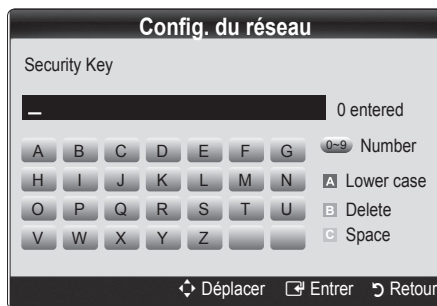 Config. du réseau
Security Key
_ 0 entered
A B C D E F G 0~9 Number
H I J K L M N A Lower case
O P Q R S T U B Delete
V W X Y Z C Space
Déplacer Entrer Retour